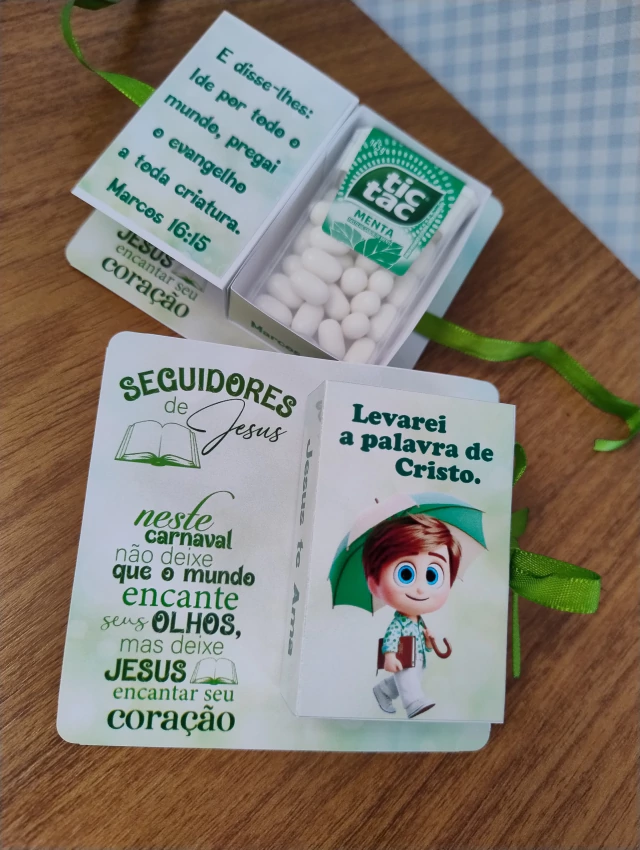 E disse-lhes:
Ide por todo o
mundo, pregai
o evangelho
a toda criatura.
Marcos 16:15
tic
tac
MENTA
JESUS
encantar seu
coração
Marcos
SEGUIDORES
de Jesus
neste
carnaval
não deixe
que o mundo
encante
seus OLHOS,
mas deixe
JESUS
encantar seu
coração
Jesus te Ama
Levarei
a palavra de
Cristo.